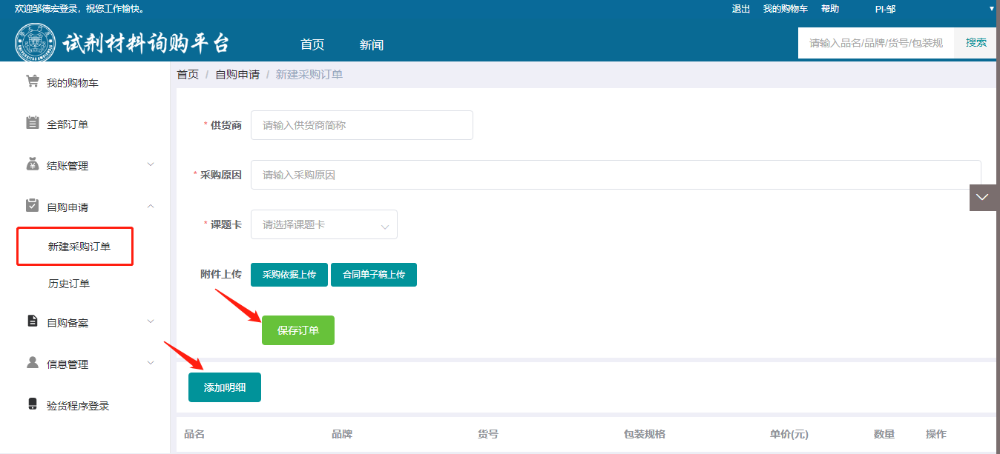 欢迎邹德宏登录，祝您工作愉快。 退出 我的购物车 帮助 PI-邹
试剂材料询购平台 首页 新闻 请输入品名/品牌/货号/包装规 搜索
首页 / 自购申请 / 新建采购订单
我的购物车
全部订单
结账管理
自购申请
新建采购订单
历史订单
自购备案
信息管理
验货程序登录
* 供货商 请输入供货商简称
* 采购原因 请输入采购原因
* 课题卡 请选择课题卡
附件上传 采购依据上传 合同单子稿上传
保存订单
添加明细
品名 品牌 货号 包装规格 单价(元) 数量 操作